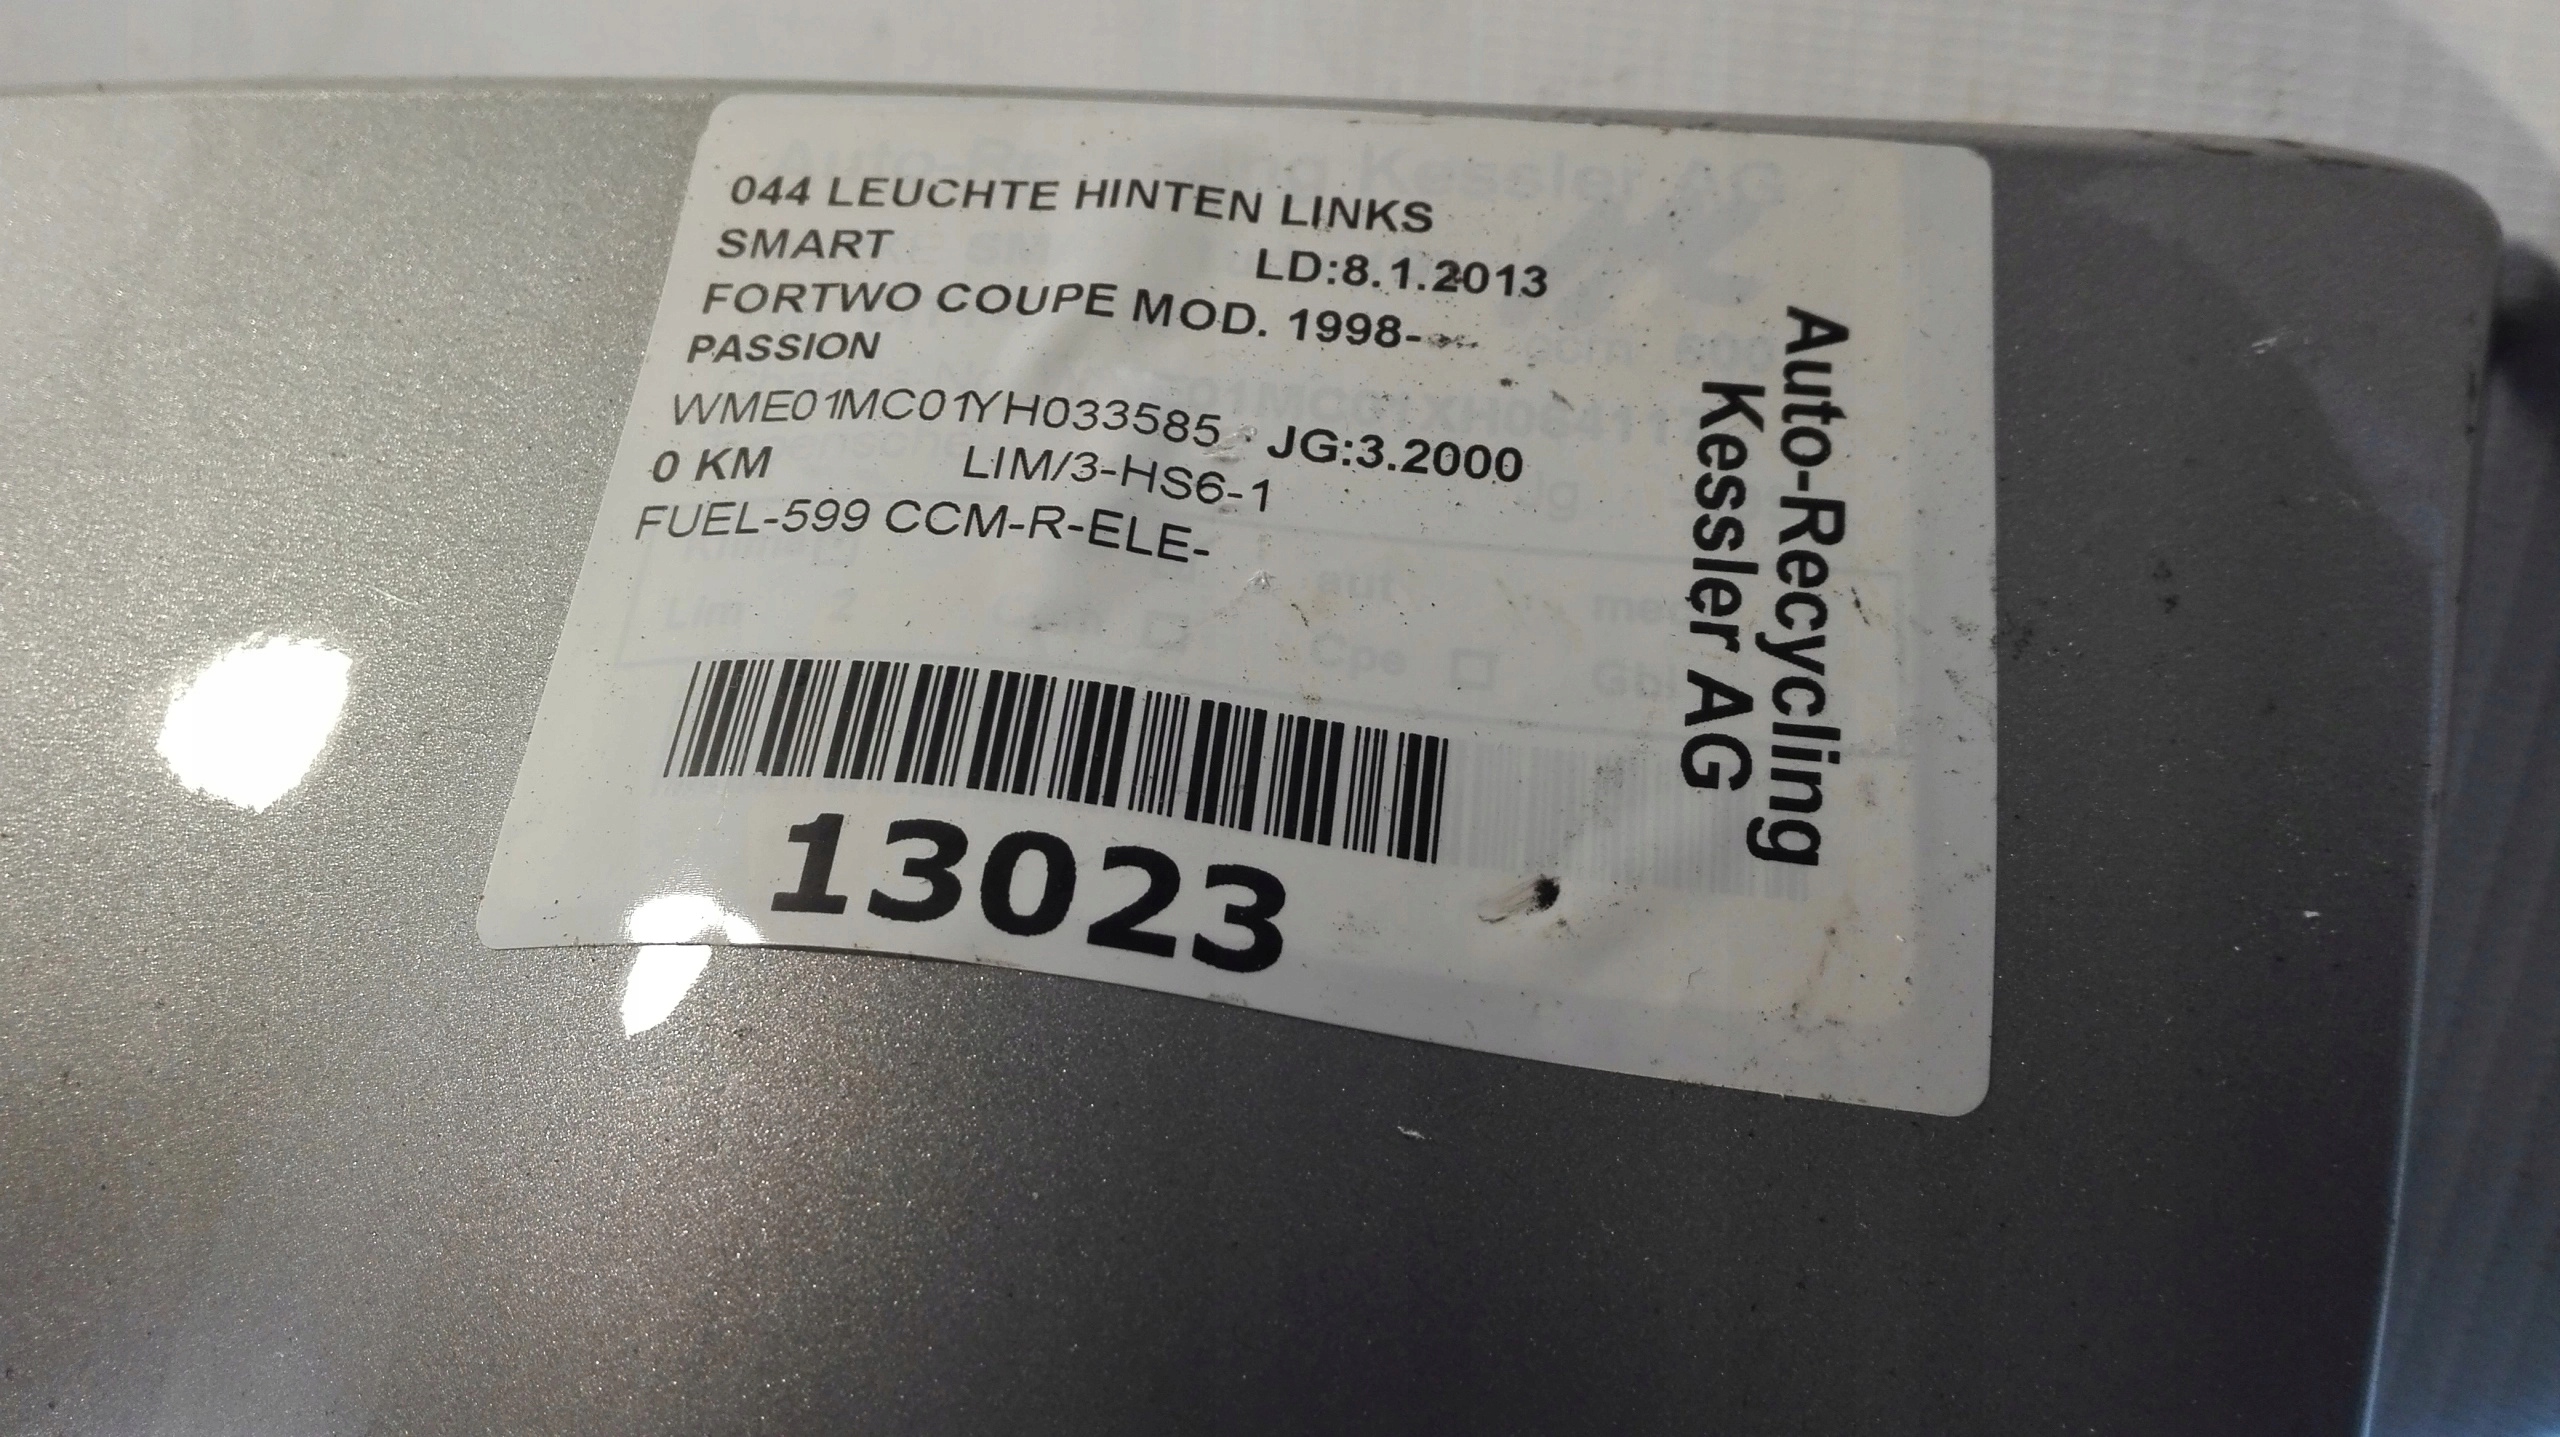 044 LEUCHTE HINTEN LINKS
SMART LD:8.1.2013
FORTWO COUPE MOD. 1998-
PASSION
WME01MC01YH033585 JG:3.2000
0 KM LIM/3-HS6-1
FUEL-599 CCM-R-ELE-
13023
Auto-Recycling
Kessler AG